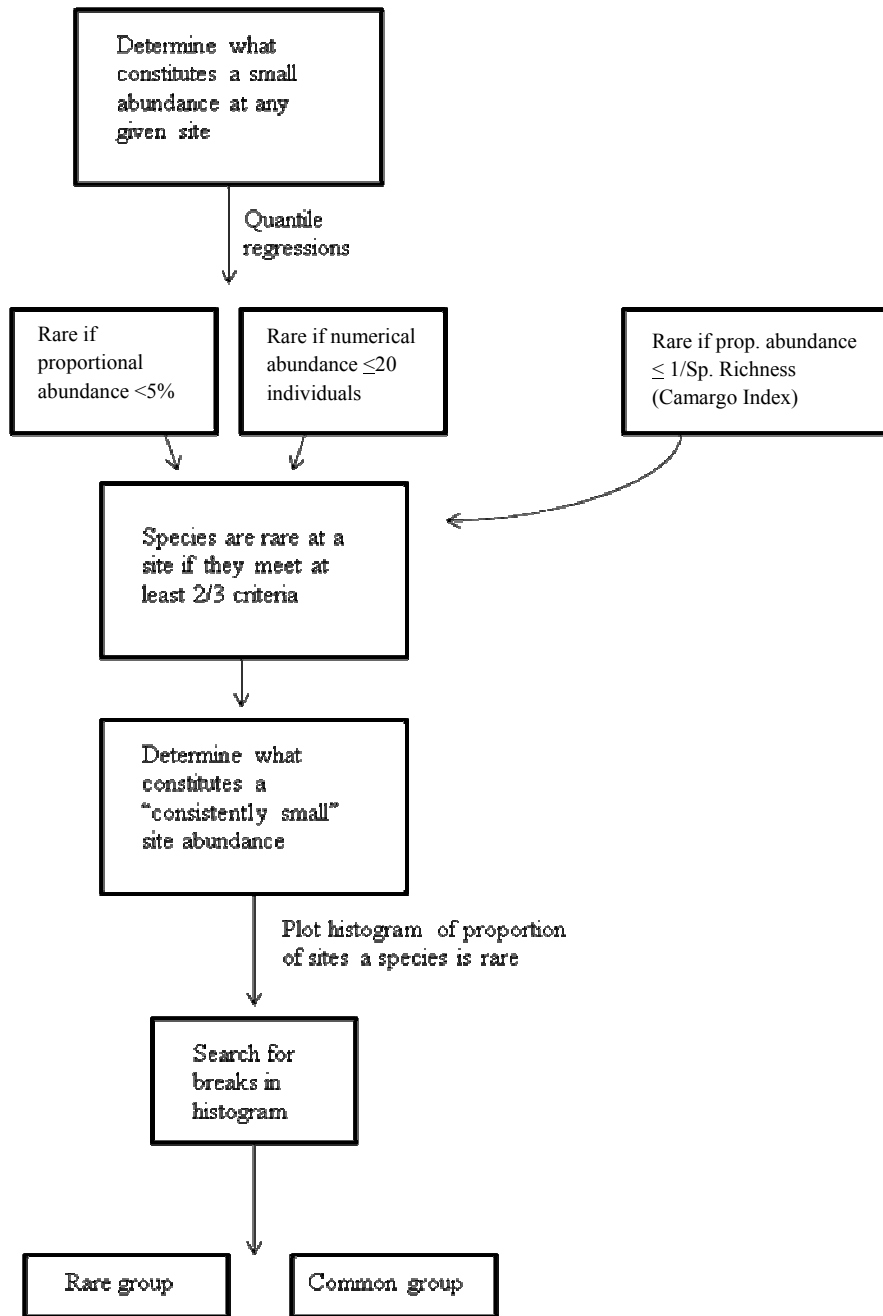 Determine what
constitutes a small
abundance at any
given site
Quantile
regressions
Rare if
proportional
abundance <5%
Rare if numerical
abundance ≤20
individuals
Rare if prop. abundance
≤ 1/Sp. Richness
(Camargo Index)
Species are rare at a
site if they meet at
least 2/3 criteria
Determine what
constitutes a
“consistently small”
site abundance
Plot histogram of proportion
of sites a species is rare
Search for
breaks in
histogram
Rare group
Common group